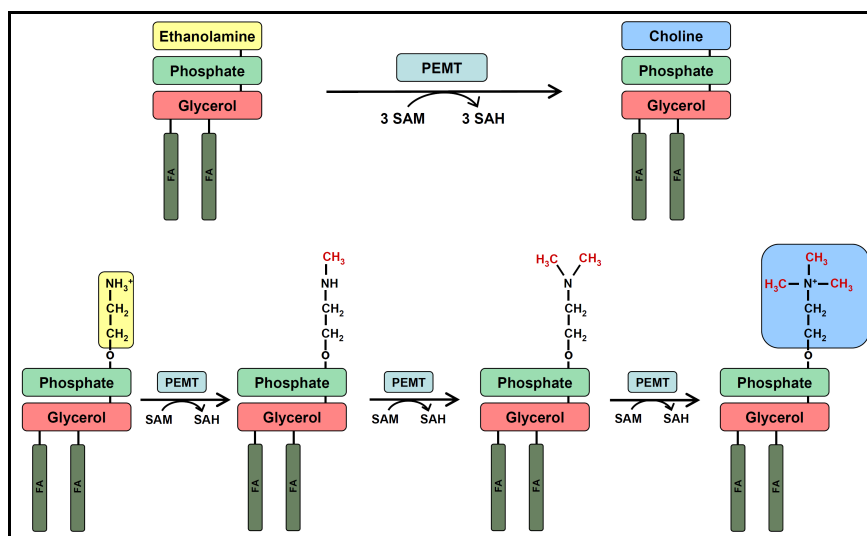 Ethanolamine
Phosphate
Glycerol
FA FA
PEMT
3 SAM 3 SAH
Choline
Phosphate
Glycerol
FA FA
NH₃⁺
CH₂
CH₂
O
Phosphate
Glycerol
FA FA
PEMT
SAM SAH
CH₃
NH
CH₂
CH₂
O
Phosphate
Glycerol
FA FA
PEMT
SAM SAH
H₃C CH₃
N
CH₂
CH₂
O
Phosphate
Glycerol
FA FA
PEMT
SAM SAH
CH₃
H₃C N⁺ CH₃
CH₂
CH₂
O
Phosphate
Glycerol
FA FA